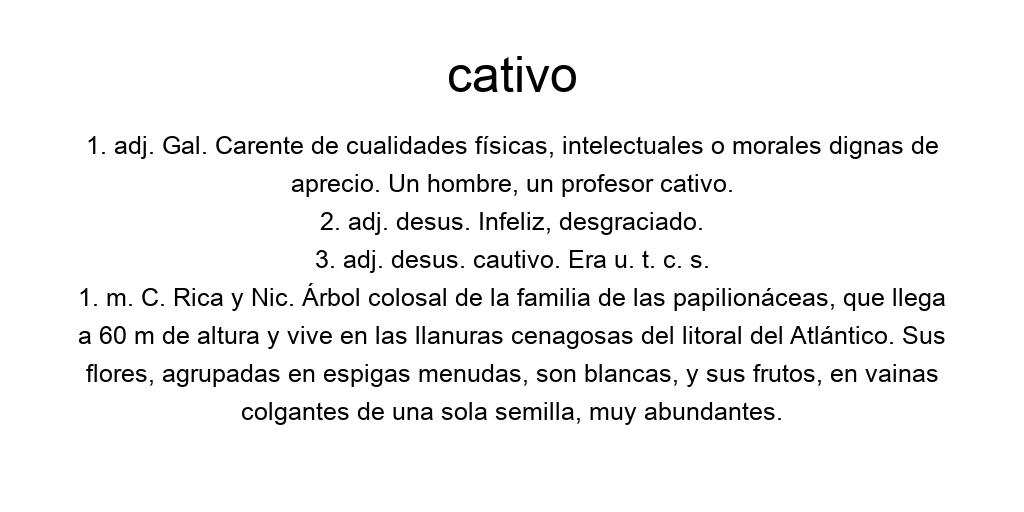 cativo
1. adj. Gal. Carente de cualidades físicas, intelectuales o morales dignas de
aprecio. Un hombre, un profesor cativo.
2. adj. desus. Infeliz, desgraciado.
3. adj. desus. cautivo. Era u. t. c. s.
1. m. C. Rica y Nic. Árbol colosal de la familia de las papilionáceas, que llega
a 60 m de altura y vive en las llanuras cenagosas del litoral del Atlántico. Sus
flores, agrupadas en espigas menudas, son blancas, y sus frutos, en vainas
colgantes de una sola semilla, muy abundantes.